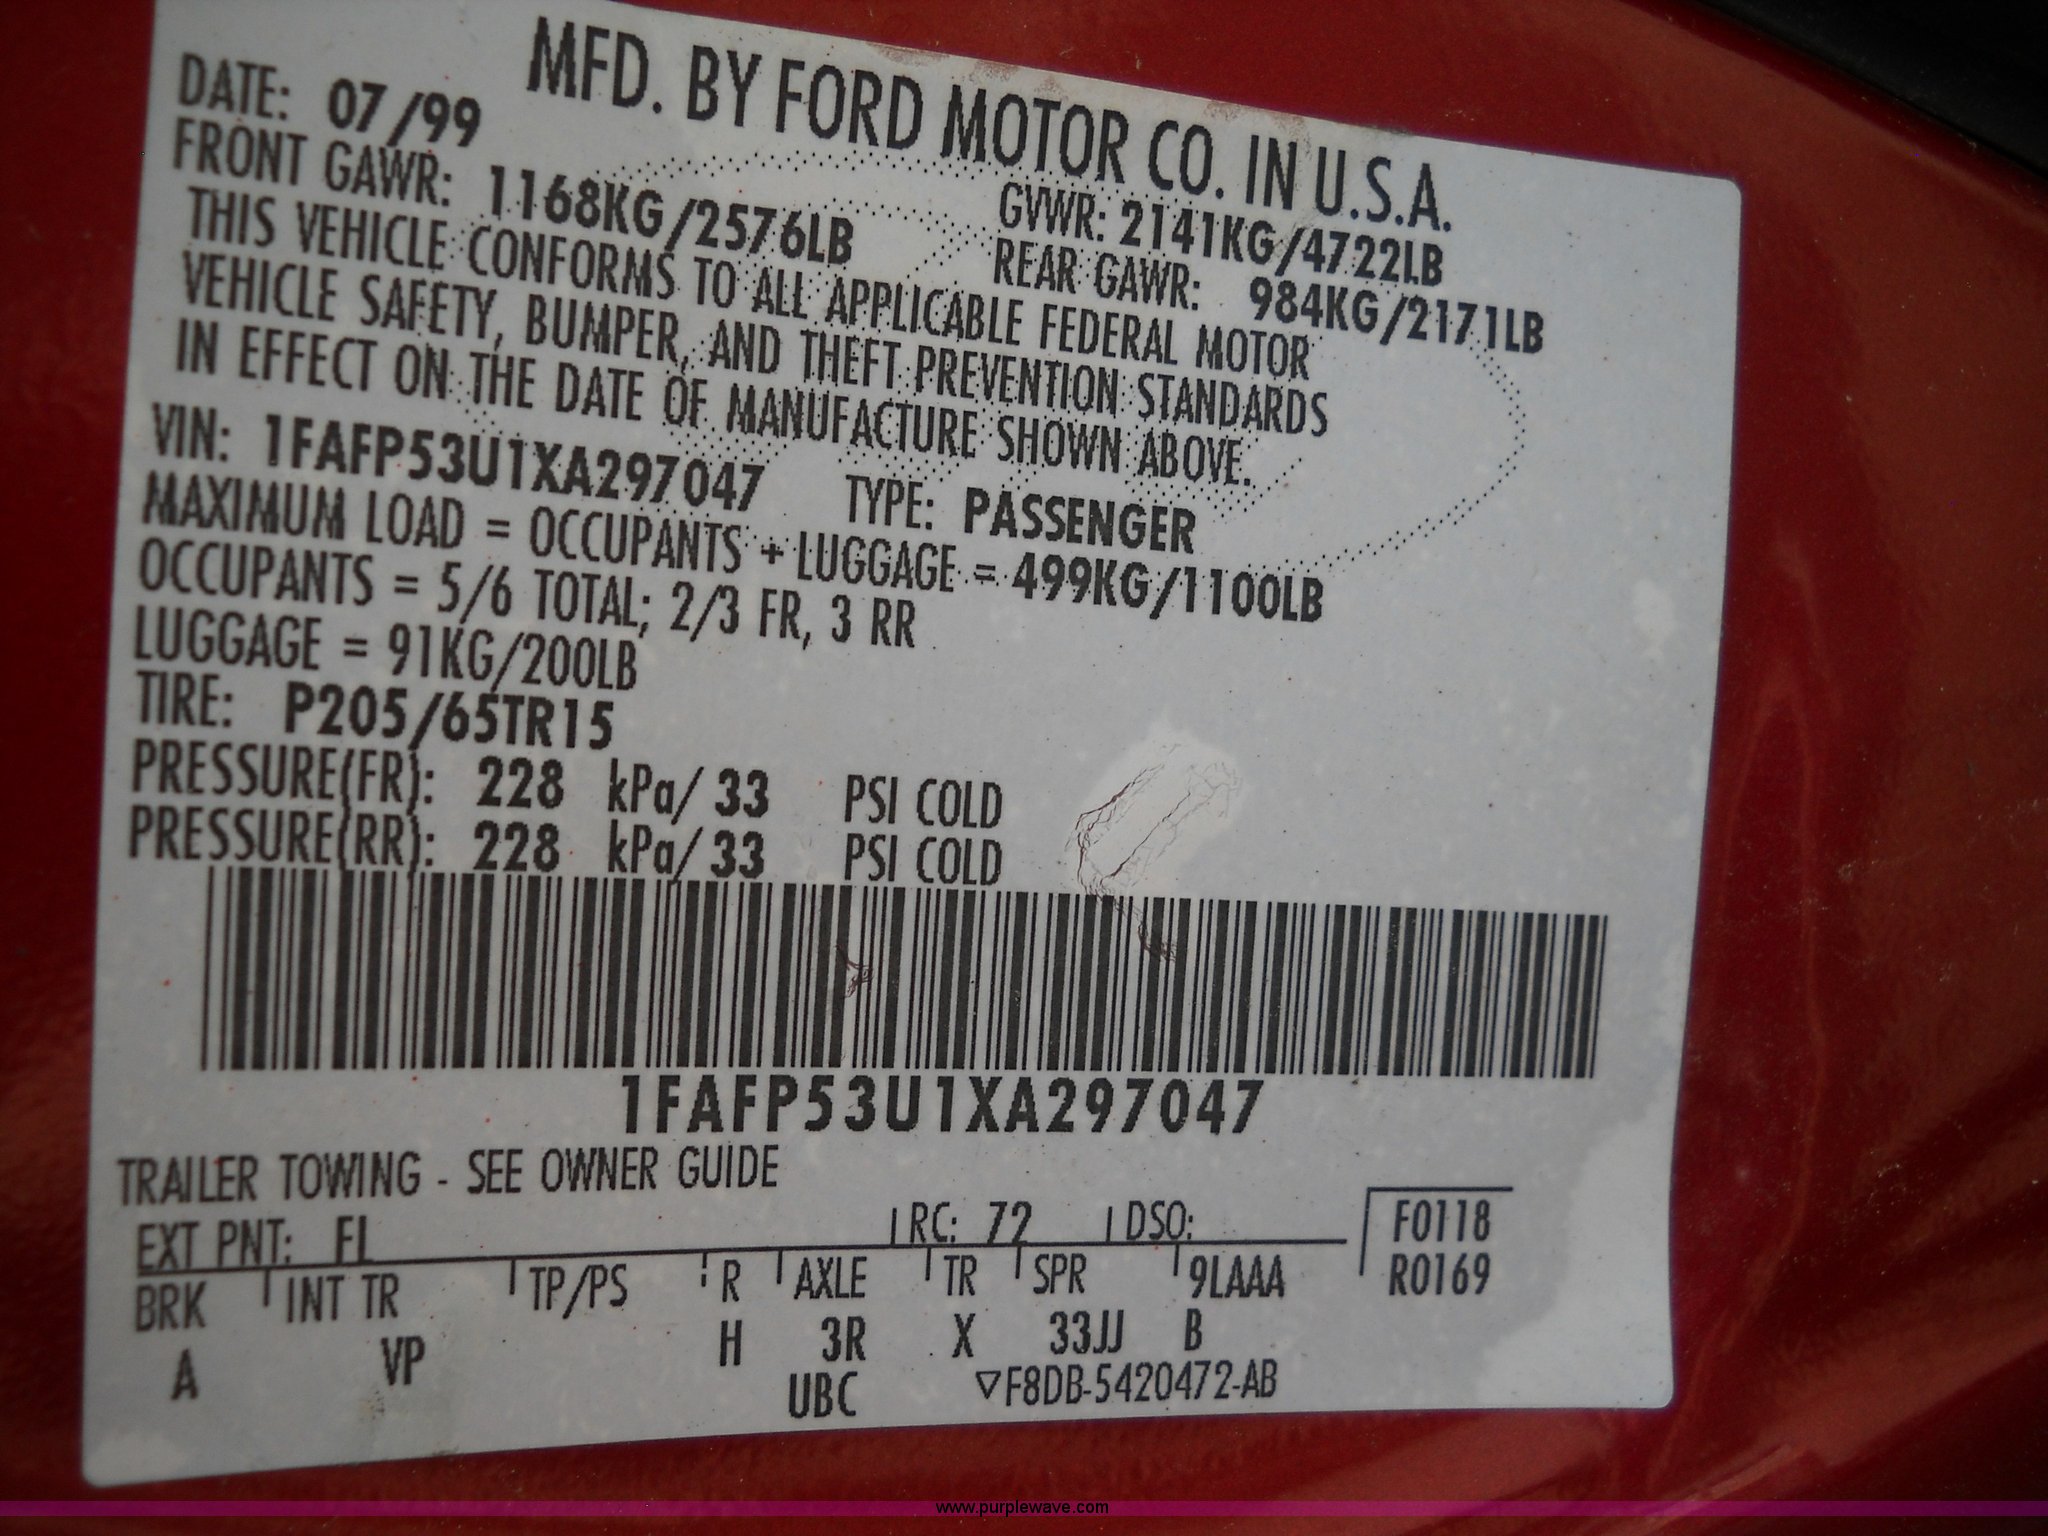 MFD. BY FORD MOTOR CO. IN U.S.A.
DATE: 07/99 GVWR: 2141KG/4722LB
FRONT GAWR: 1168KG/2576LB REAR GAWR: 984KG/2171LB
THIS VEHICLE CONFORMS TO ALL APPLICABLE FEDERAL MOTOR
VEHICLE SAFETY, BUMPER, AND THEFT PREVENTION STANDARDS
IN EFFECT ON THE DATE OF MANUFACTURE SHOWN ABOVE.
VIN: 1FAFP53U1XA297047 TYPE: PASSENGER
MAXIMUM LOAD = OCCUPANTS + LUGGAGE = 499KG/1100LB
OCCUPANTS = 5/6 TOTAL; 2/3 FR, 3 RR
LUGGAGE = 91KG/200LB
TIRE: P205/65TR15
PRESSURE(FR): 228 kPa/ 33 PSI COLD
PRESSURE(RR): 228 kPa/ 33 PSI COLD
1FAFP53U1XA297047
TRAILER TOWING - SEE OWNER GUIDE
EXT PNT: FL RC: 72 DSO: F0118
BRK INT TR TP/PS R AXLE TR SPR 9LAAA R0169
A VP H 3R X 33JJ B
UBC ▽F8DB-5420472-AB
www.purplewave.com